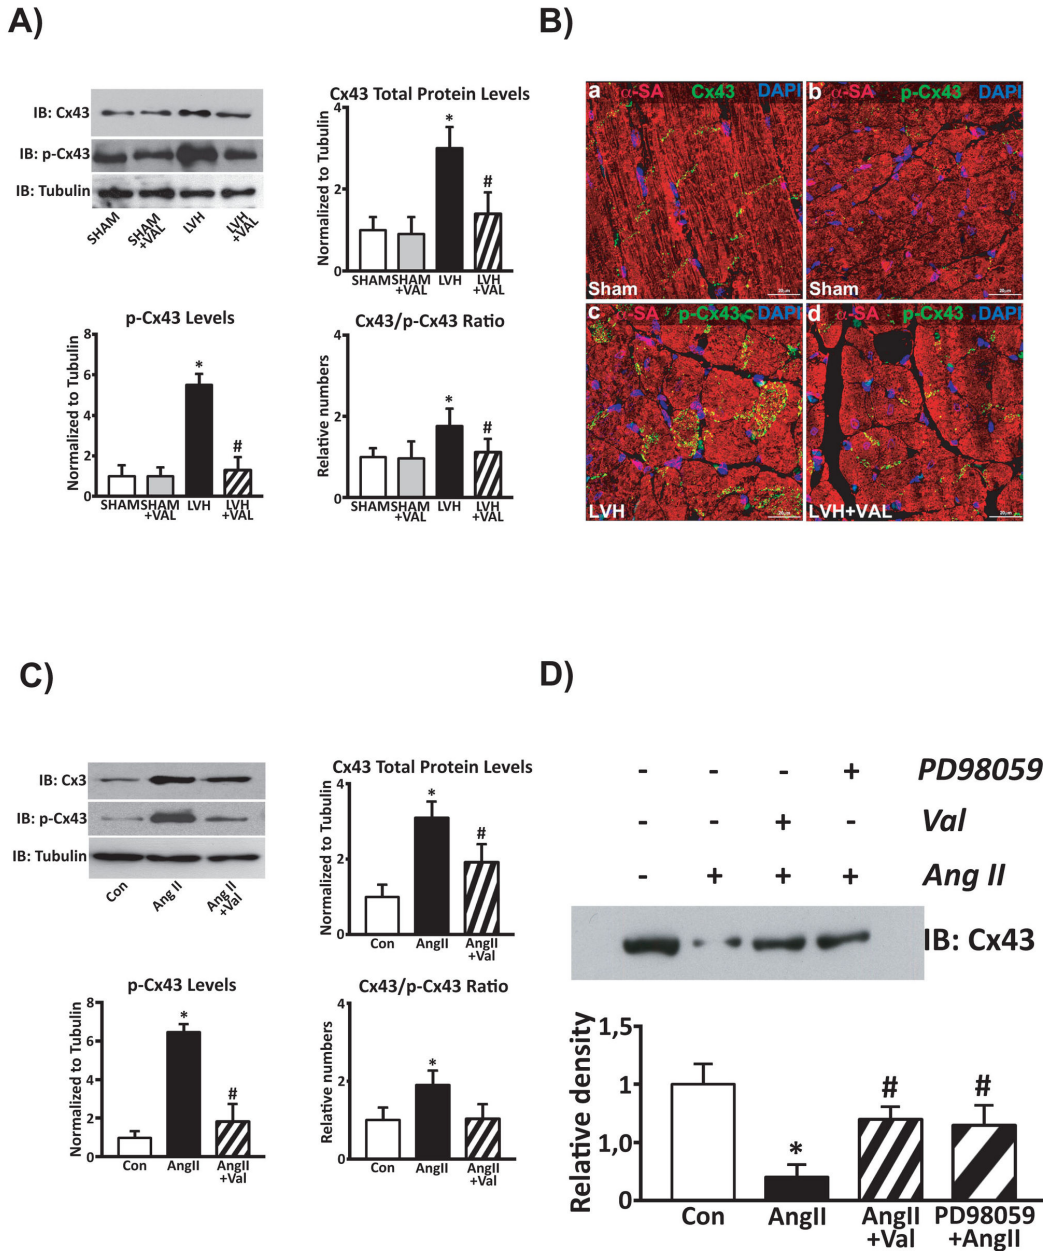 A)
IB: Cx43
IB: p-Cx43
IB: Tubulin
SHAM
SHAM
+VAL
LVH
LVH
+VAL
Cx43 Total Protein Levels
Normalized to Tubulin
4
2
0
*
#
SHAM SHAM LVH LVH
+VAL +VAL
p-Cx43 Levels
Normalized to Tubulin
8
6
4
2
0
*
#
SHAM SHAM LVH LVH
+VAL +VAL
Cx43/p-Cx43 Ratio
Relative numbers
4
2
0
*
#
SHAM SHAM LVH LVH
+VAL +VAL
B)
a α-SA Cx43 DAPI
Sham
20μm
b α-SA p-Cx43 DAPI
Sham
20μm
c α-SA p-Cx43 DAPI
LVH
20μm
d α-SA p-Cx43 DAPI
LVH+VAL
20μm
C)
IB: Cx3
IB: p-Cx43
IB: Tubulin
Con
Ang II
Ang II
+Val
Cx43 Total Protein Levels
Normalized to Tubulin
4
2
0
*
#
Con AngII AngII
+Val
p-Cx43 Levels
Normalized to Tubulin
8
6
4
2
0
*
#
Con AngII AngII
+Val
Cx43/p-Cx43 Ratio
Relative numbers
4
2
0
*
Con AngII AngII
+Val
D)
- - - + PD98059
- - + - Val
- + + + Ang II
IB: Cx43
Relative density
1,5
1
1,0
0
*
#
#
Con AngII AngII PD98059
+Val +AngII